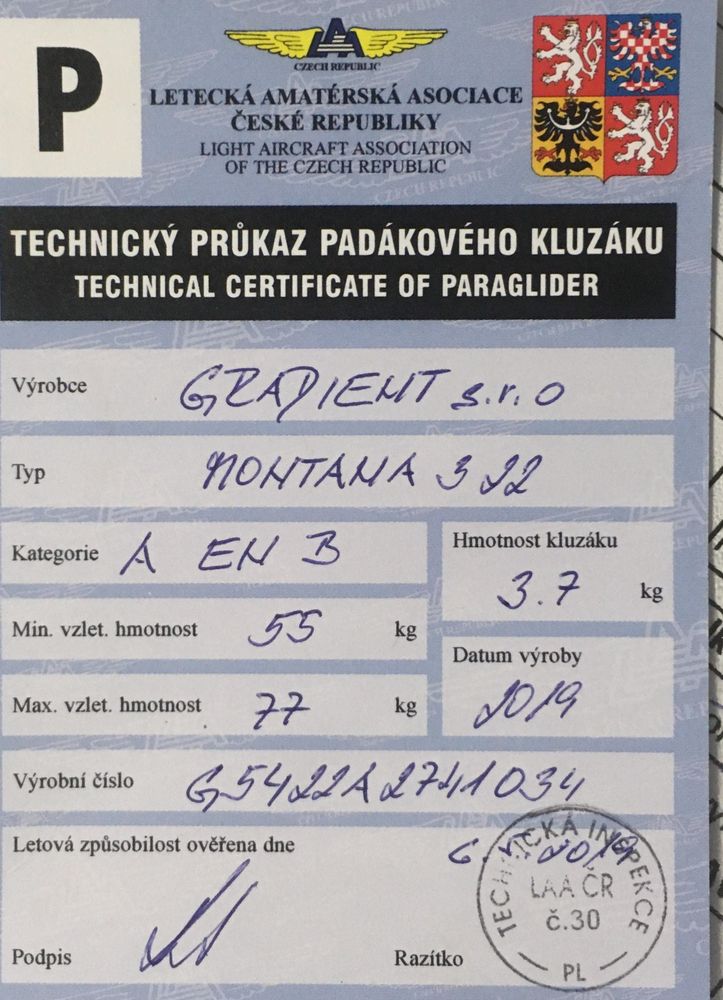 P
CZECH REPUBLIC
LETECKÁ AMATÉRSKÁ ASOCIACE
ČESKÉ REPUBLIKY
LIGHT AIRCRAFT ASSOCIATION
OF THE CZECH REPUBLIC
TECHNICKÝ PRŮKAZ PADÁKOVÉHO KLUZÁKU
TECHNICAL CERTIFICATE OF PARAGLIDER
Výrobce GRADIENT s.r.o
Typ MONTANA 3 22
Kategorie A EN B
Hmotnost kluzáku
3.7 kg
Min. vzlet. hmotnost 55 kg
Datum výroby
2019
Max. vzlet. hmotnost 77 kg
Výrobní číslo G5422A2741034
Letová způsobilost ověřena dne 2019
Podpis
Razítko
TECHNICKÁ INSPEKCE
LAA ČR
č.30
PL